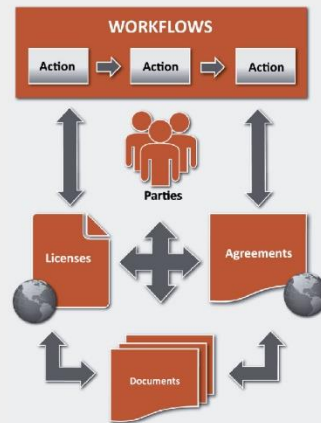 WORKFLOWS
Action Action Action
Parties
Licenses
Agreements
Documents